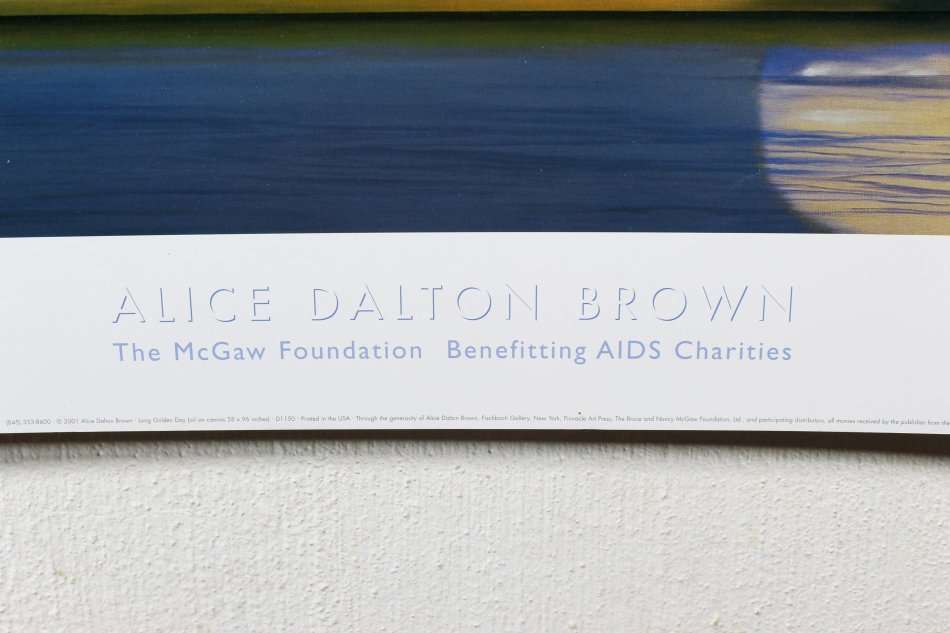 ALICE DALTON BROWN
The McGaw Foundation Benefitting AIDS Charities
(845) 353-8600 · © 2001 Alice Dalton Brown · Long Golden Day (oil on canvas 58 x 96 inches) · D1150 · Printed in the USA · Through the generosity of Alice Dalton Brown, Fischbach Gallery, New York, Pinnacle Art Press, The Bruce and Nancy McGaw Foundation, Ltd., and participating distributors, all monies received by the publisher from the